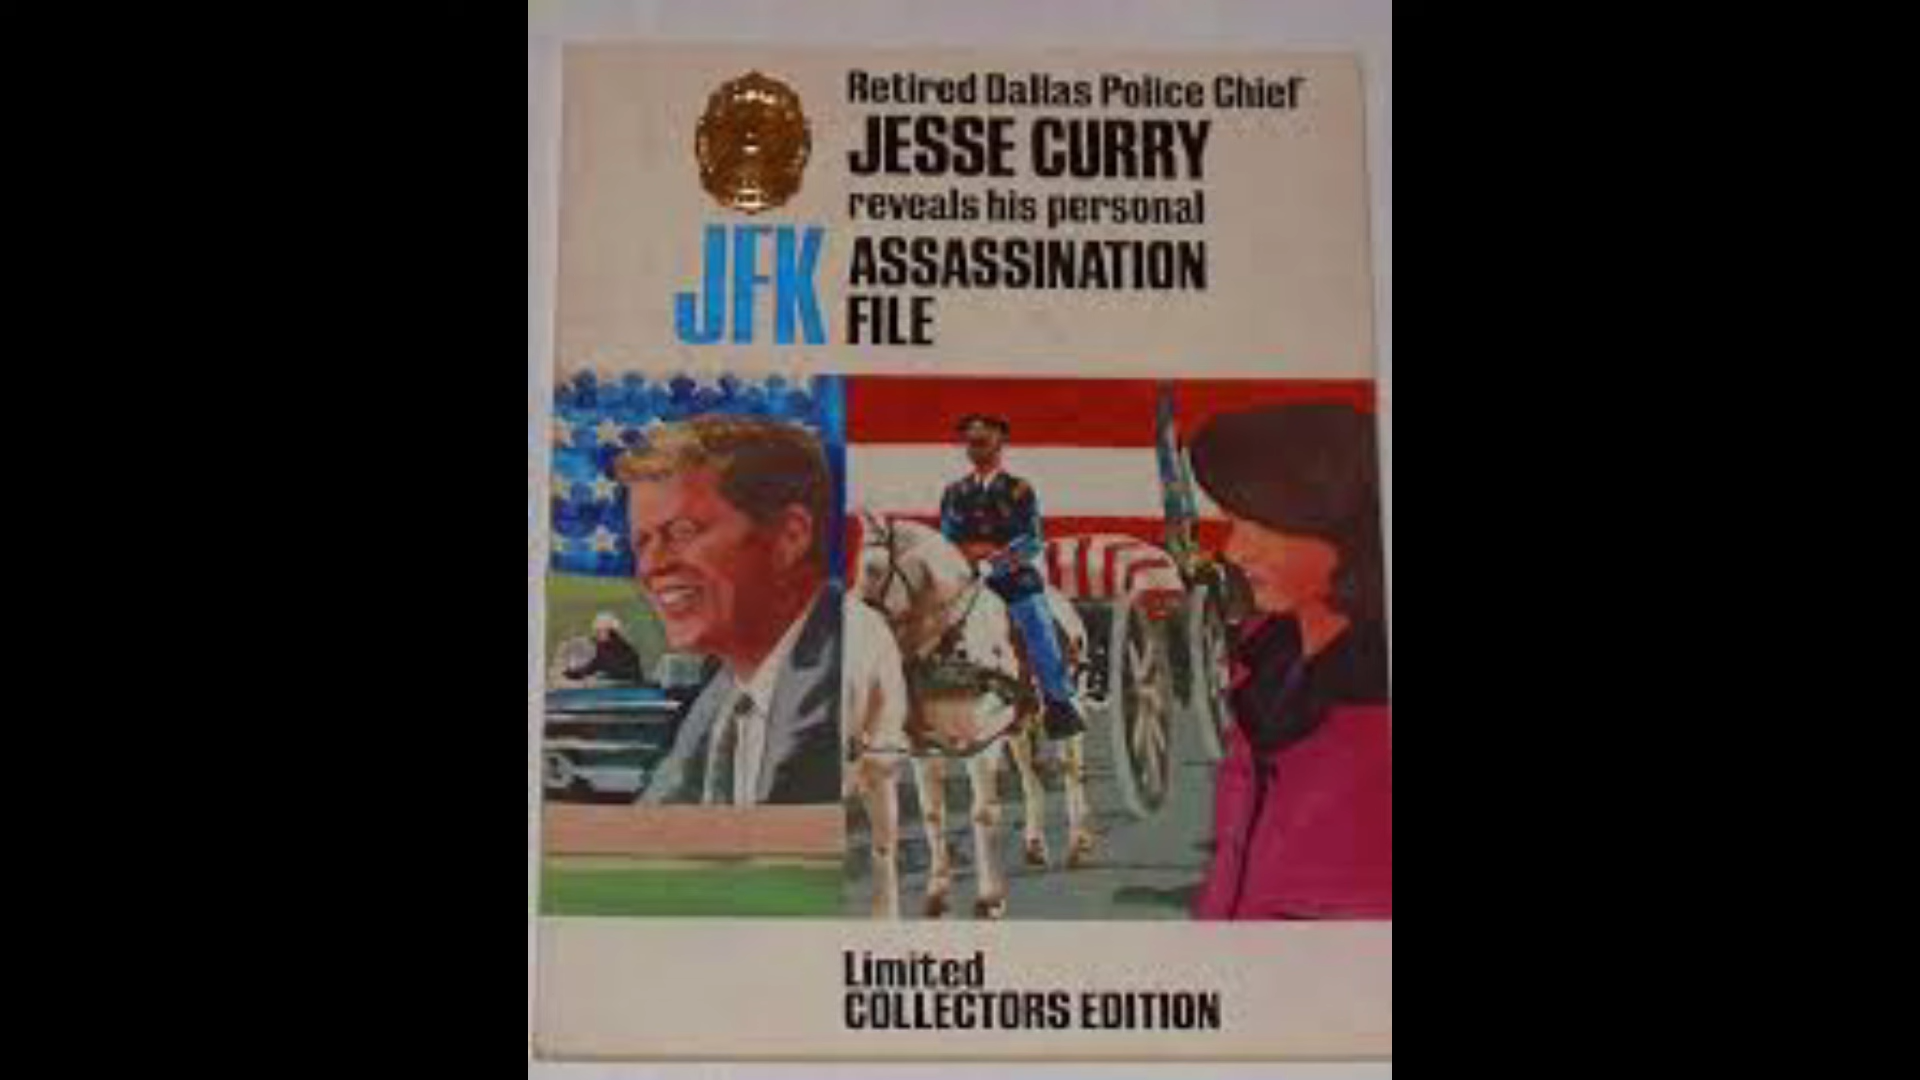 Retired Dallas Police Chief
JESSE CURRY
reveals his personal
JFK ASSASSINATION
FILE
Limited
COLLECTORS EDITION